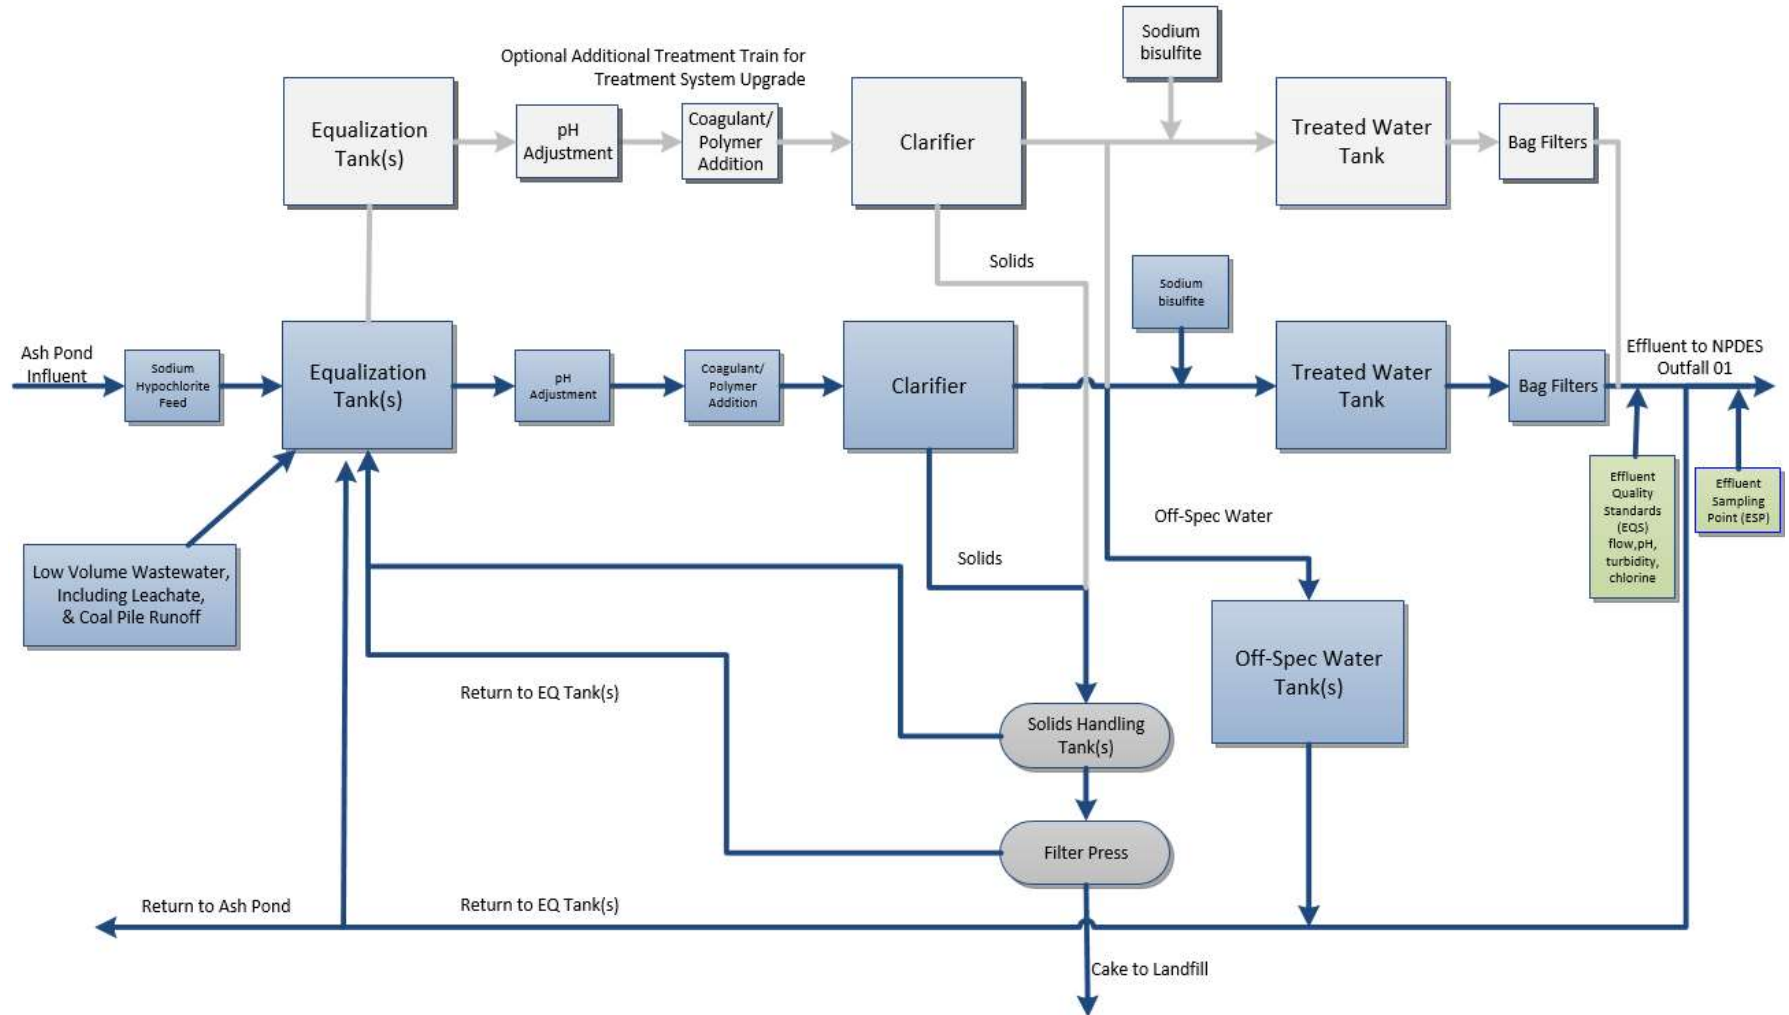 Optional Additional Treatment Train for
Treatment System Upgrade
Sodium
bisulfite
Equalization
Tank(s)
pH
Adjustment
Coagulant/
Polymer
Addition
Clarifier
Treated Water
Tank
Bag Filters
Solids
Sodium
bisulfite
Ash Pond
Influent
Sodium
Hypochlorite
Feed
Equalization
Tank(s)
pH
Adjustment
Coagulant/
Polymer
Addition
Clarifier
Treated Water
Tank
Bag Filters
Effluent to NPDES
Outfall 01
Effluent
Quality
Standards
(EQS)
flow,pH,
turbidity,
chlorine
Effluent
Sampling
Point (ESP)
Low Volume Wastewater,
Including Leachate,
& Coal Pile Runoff
Solids
Off-Spec Water
Off-Spec Water
Tank(s)
Return to EQ Tank(s)
Solids Handling
Tank(s)
Filter Press
Return to Ash Pond
Return to EQ Tank(s)
Cake to Landfill